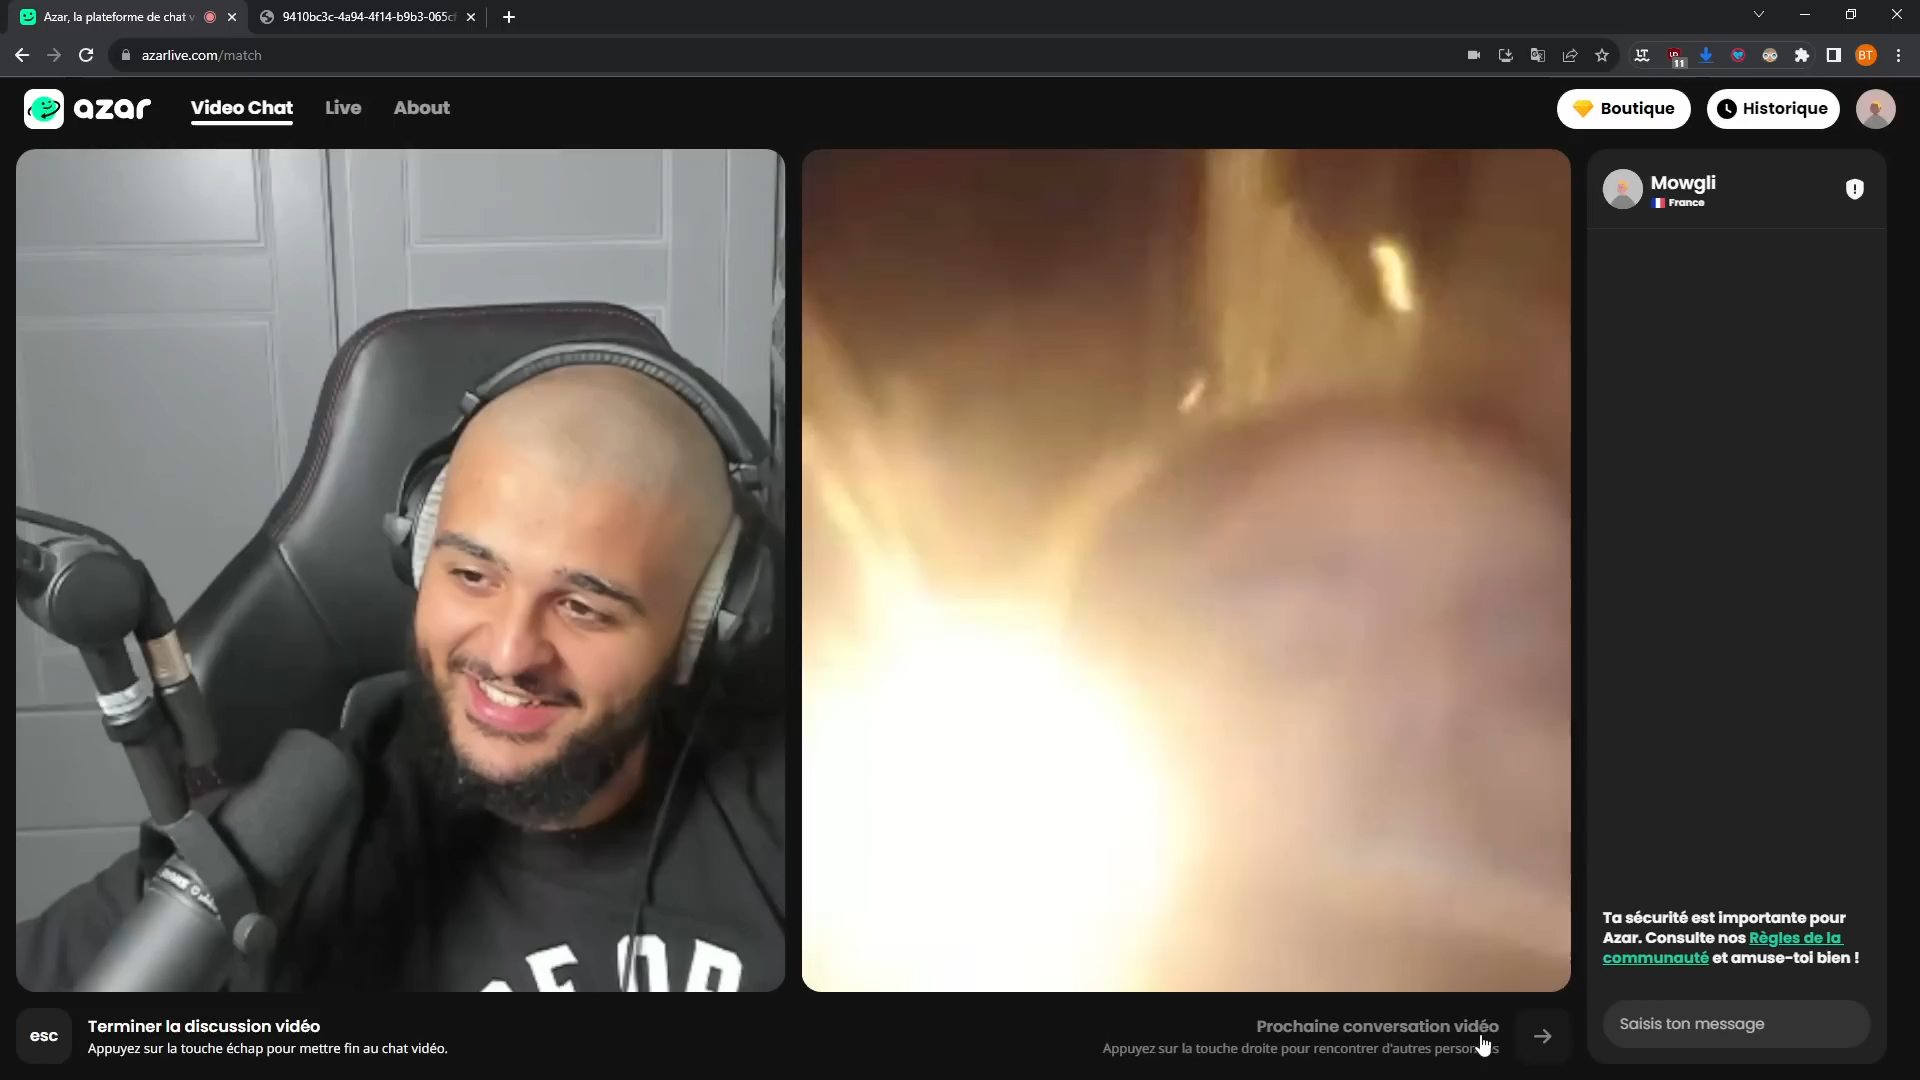 Azar, la plateforme de chat v
9410bc3c-4a94-4f14-b9b3-065cf
azarlive.com/match
11
BT
azar
Video Chat
Live
About
Boutique
Historique
Mowgli
France
Ta sécurité est importante pour
Azar. Consulte nos Règles de la
communauté et amuse-toi bien !
Saisis ton message
esc
Terminer la discussion vidéo
Appuyez sur la touche échap pour mettre fin au chat vidéo.
Prochaine conversation vidéo
Appuyez sur la touche droite pour rencontrer d'autres